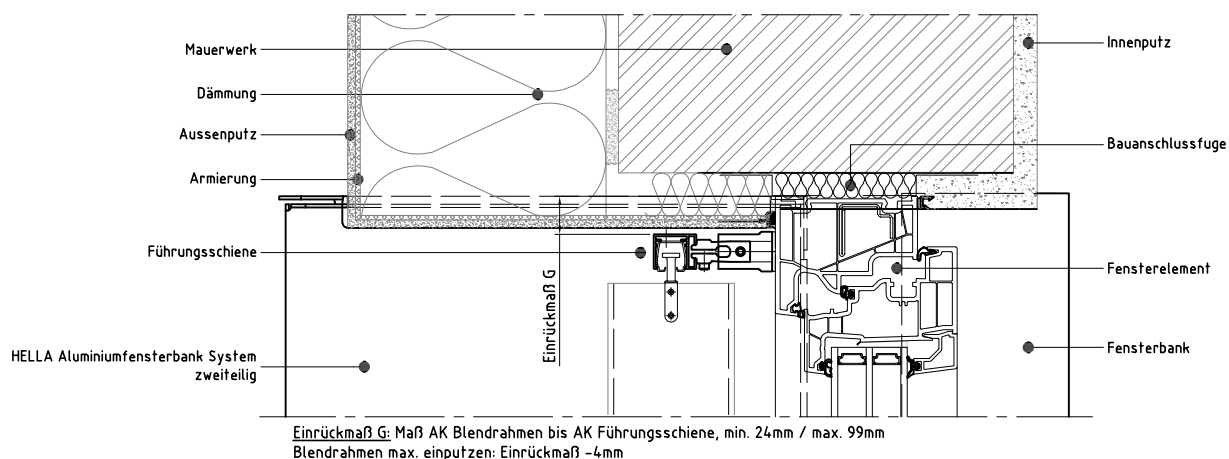 Mauerwerk
Dämmung
Aussenputz
Armierung
Führungsschiene
HELLA Aluminiumfensterbank System
zweiteilig
Einrückmaß G
Innenputz
Bauanschlussfuge
Fensterelement
Fensterbank
Einrückmaß G: Maß AK Blendrahmen bis AK Führungsschiene, min. 24mm / max. 99mm
Blendrahmen max. einputzen: Einrückmaß -4mm